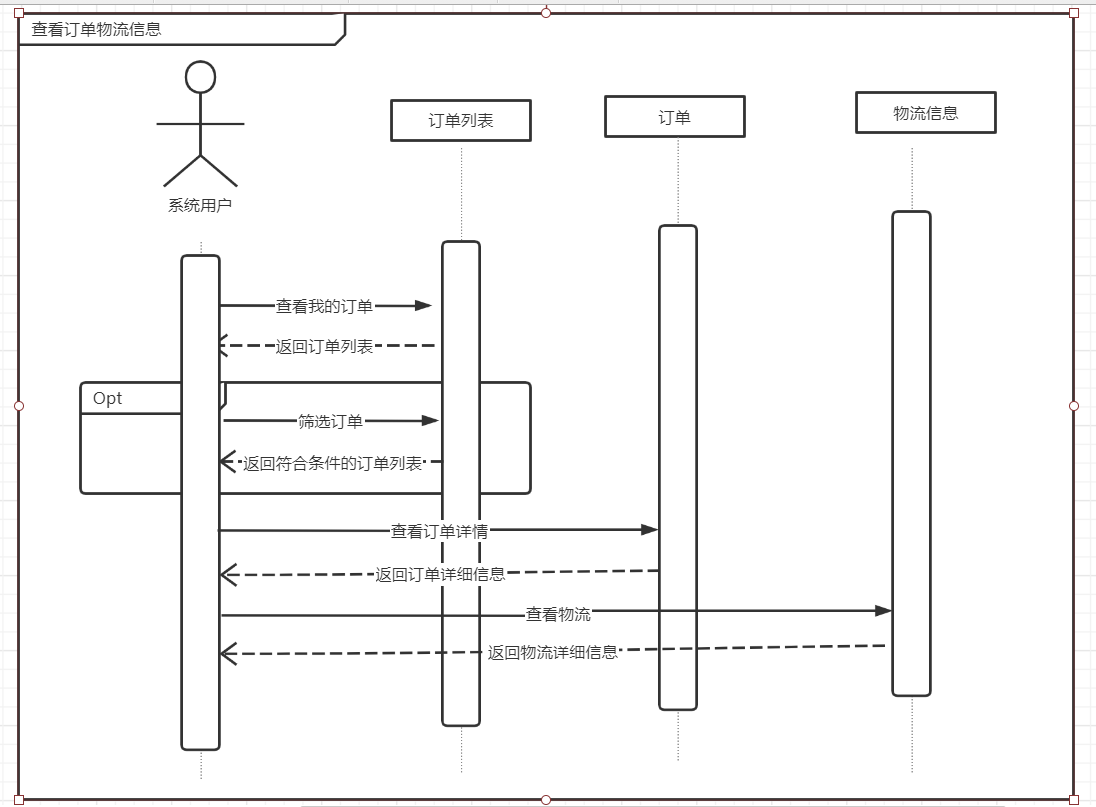 查看订单物流信息
订单列表
订单
物流信息
系统用户
查看我的订单
返回订单列表
Opt
筛选订单
返回符合条件的订单列表
查看订单详情
返回订单详细信息
查看物流
返回物流详细信息